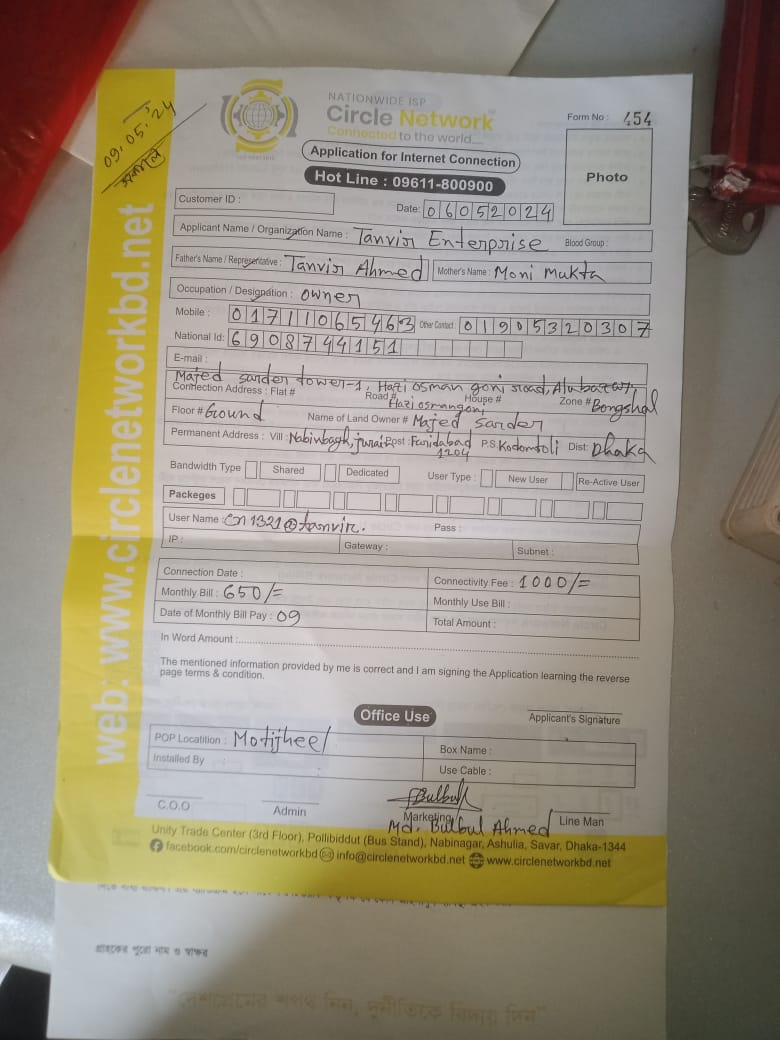 09.05.24
NATIONWIDE ISP
Circle Network
Connected to the world...
Form No : 454
Application for Internet Connection
Hot Line : 09611-800900
Photo
Customer ID :
Date: 06052024
Applicant Name / Organization Name : Tanvir Enterprise Blood Group :
Father's Name / Representative : Tanvir Ahmed Mother's Name : Moni Mukta
Occupation / Designation : Owner
Mobile : 01711065463 Other Contact : 01905320307
National Id: 6908744151
E-mail :
Majed sarder tower-1, Hazi osman goni road, Alubazar,
Connection Address : Flat # Road # Hazi osmangoni House # Zone # Bongshal
Floor # Ground Name of Land Owner # Majed sarder
Permanent Address : Vill : Nabinbagh, Post : Faridabad 1204 P.S Kodomtoli Dist: Dhaka
Bandwidth Type Shared Dedicated User Type : New User Re-Active User
Packeges
User Name : cn1321@tanvir. Pass :
IP : Gateway : Subnet :
Connection Date : Connectivity Fee : 1000/=
Monthly Bill : 650/= Monthly Use Bill :
Date of Monthly Bill Pay : 09 Total Amount :
In Word Amount :
The mentioned information provided by me is correct and I am signing the Application learning the reverse
page terms & condition.
Office Use
Applicant's Signature
POP Locatition : Motijheel Box Name :
Installed By Use Cable :
Bulbul
C.O.O Admin Marketing Line Man
Md. Bulbul Ahmed
Unity Trade Center (3rd Floor), Pollibiddut (Bus Stand), Nabinagar, Ashulia, Savar, Dhaka-1344
facebook.com/circlenetworkbd info@circlenetworkbd.net www.circlenetworkbd.net
web: www.circlenetworkbd.net
গ্রাহকের পুরো নাম ও স্বাক্ষর
"দেশপ্রেমের শপথ নিন, দুর্নীতিকে বিদায় দিন"